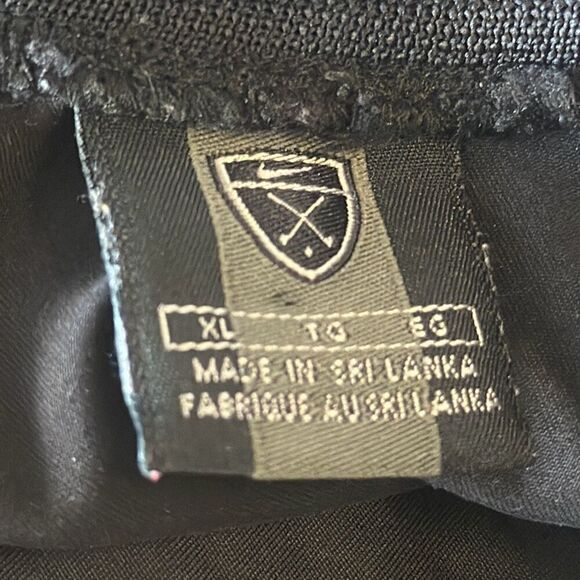 XL TG EG
MADE IN SRI LANKA
FABRIQUE AU SRI LANKA